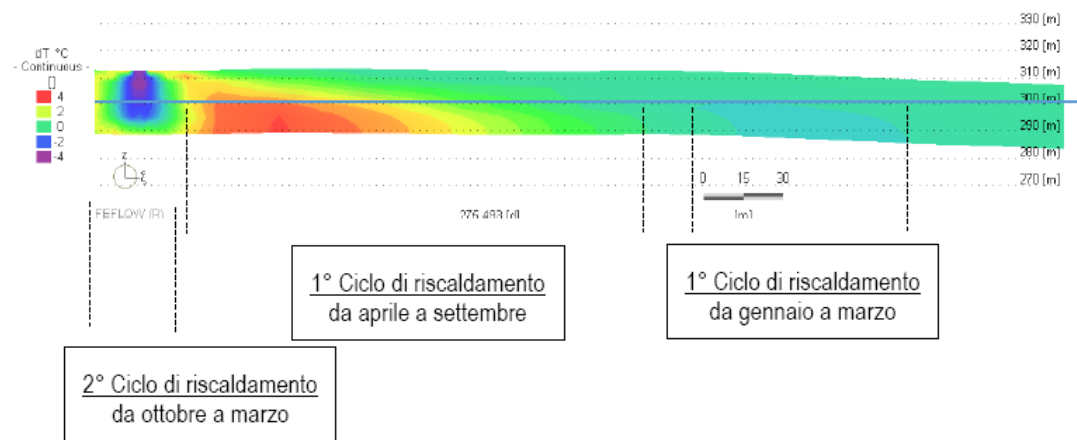 330 [m]
320 [m]
310 [m]
300 [m]
290 [m]
280 [m]
270 [m]
dT °C
- Continuous -
[]
4
2
0
-2
-4
z
ξ
0 15 30
[m]
FEFLOW (R)
1° Ciclo di riscaldamento
da aprile a settembre
1° Ciclo di riscaldamento
da gennaio a marzo
2° Ciclo di riscaldamento
da ottobre a marzo